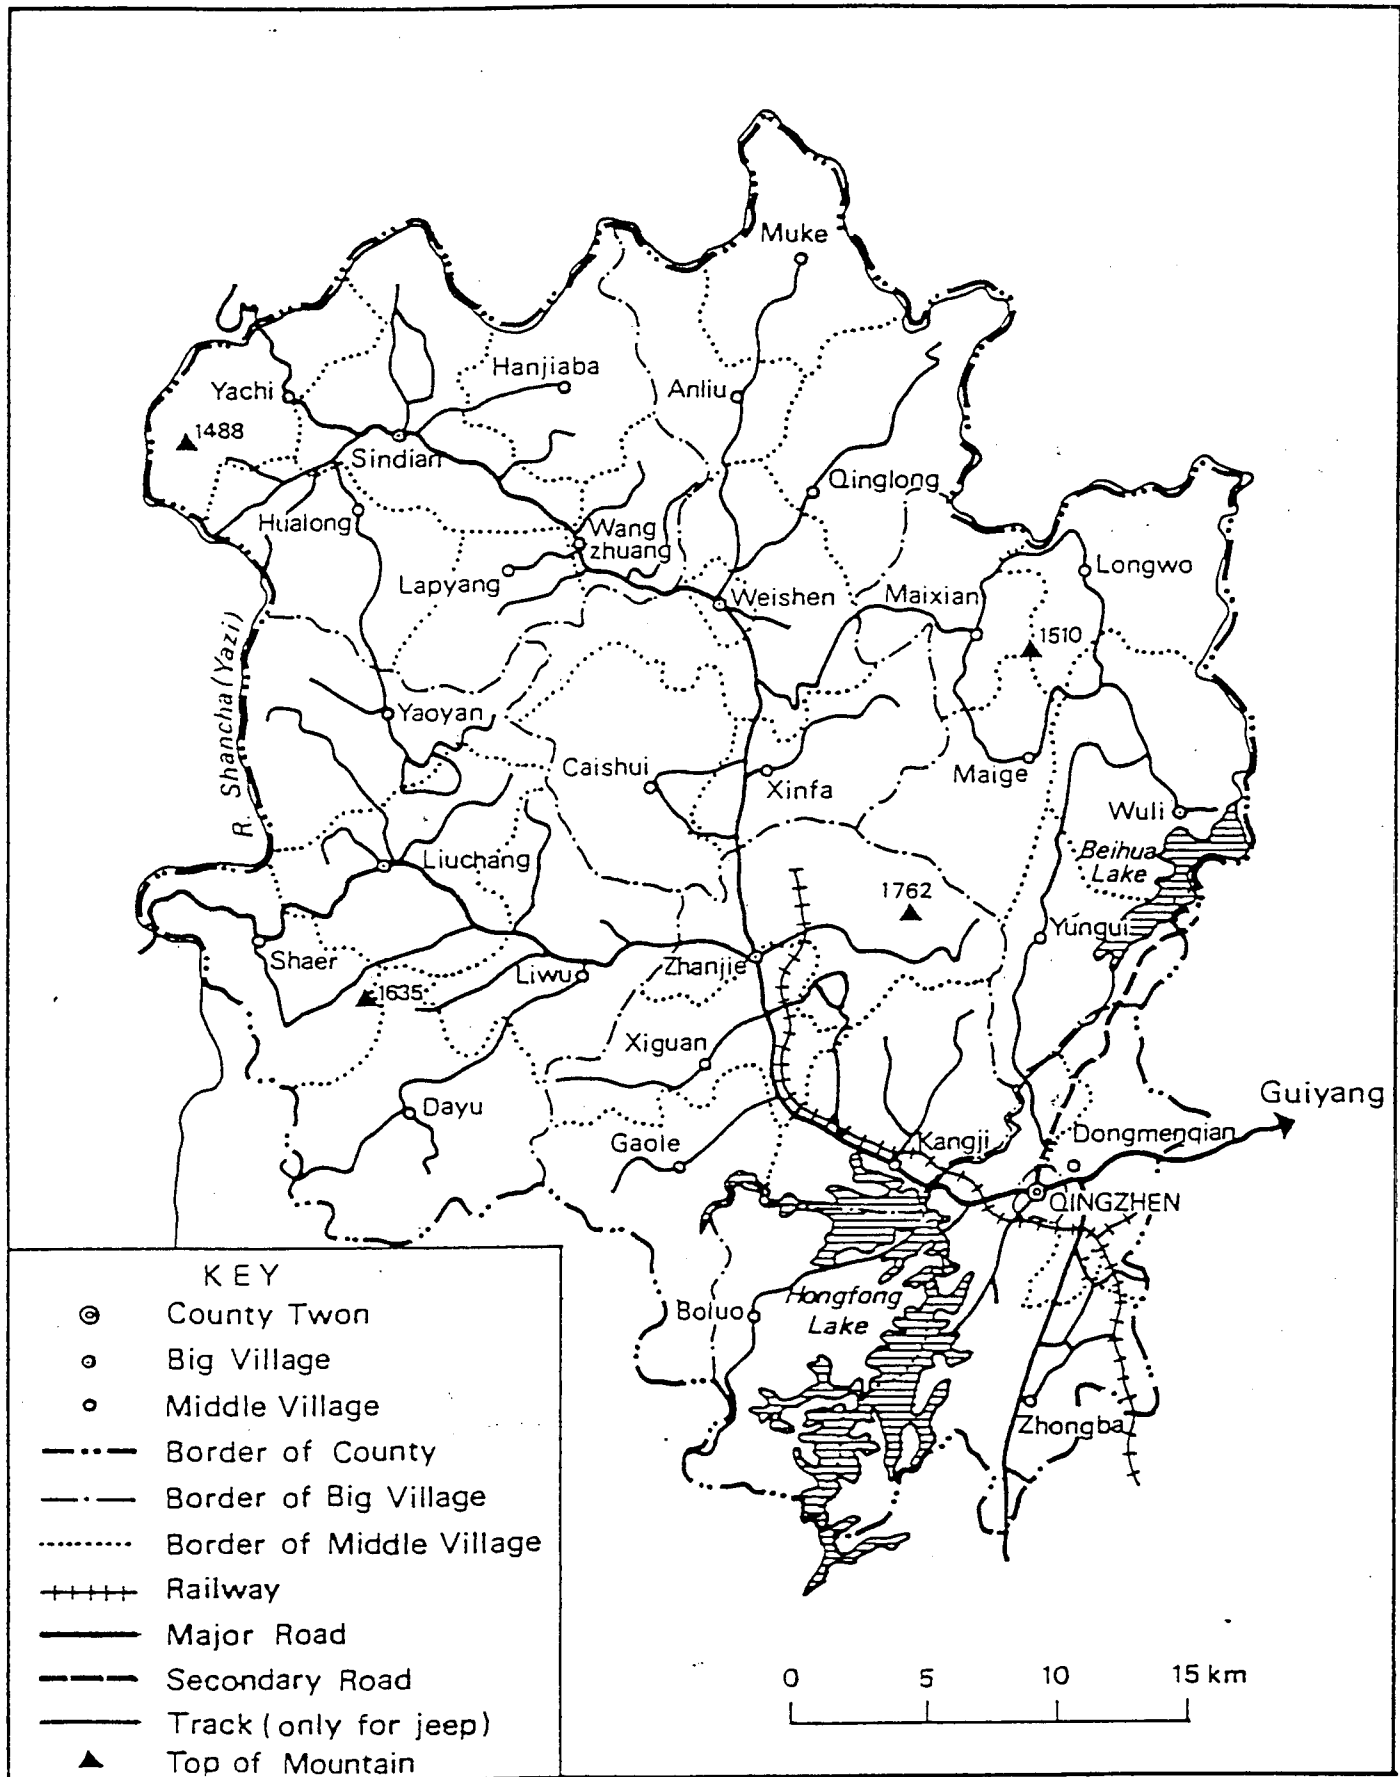 Muke
Hanjiaba
Yachi
Anliu
1488
Sindian
Qinglong
Hualong
Wang
zhuang
Longwo
Lapyang
Weishen
Maixian
1510
R. Shancha (Yazi)
Yaoyan
Caishui
Xinfa
Maige
Wuli
Liuchang
Beihua
Lake
1762
Yungui
Shaer
Zhanjie
Liwu
1635
Xiguan
Guiyang
Dayu
Gaole
Kangji
Dongmenqian
QINGZHEN
Boluo
Hongfong
Lake
Zhongba
KEY
County Twon
Big Village
Middle Village
Border of County
Border of Big Village
Border of Middle Village
Railway
Major Road
Secondary Road
Track (only for jeep)
Top of Mountain
0 5 10 15 km